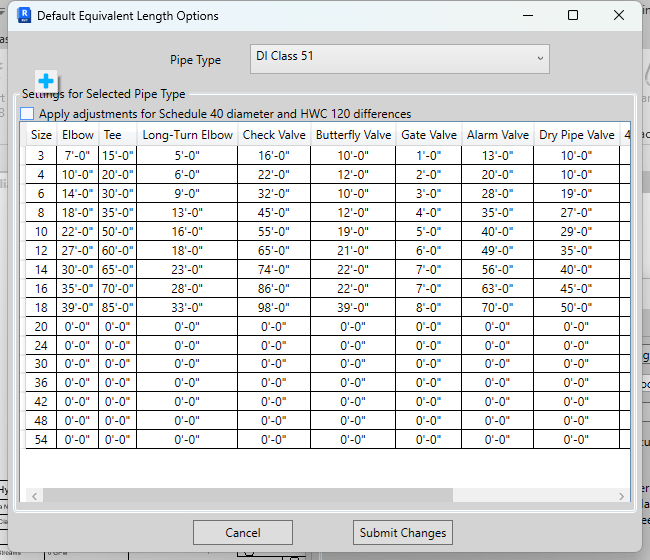 Default Equivalent Length Options
Pipe Type
DI Class 51
Settings for Selected Pipe Type
Apply adjustments for Schedule 40 diameter and HWC 120 differences
Size Elbow Tee Long-Turn Elbow Check Valve Butterfly Valve Gate Valve Alarm Valve Dry Pipe Valve 4
3 7'-0" 15'-0" 5'-0" 16'-0" 10'-0" 1'-0" 13'-0" 10'-0"
4 10'-0" 20'-0" 6'-0" 22'-0" 12'-0" 2'-0" 20'-0" 10'-0"
6 14'-0" 30'-0" 9'-0" 32'-0" 10'-0" 3'-0" 28'-0" 19'-0"
8 18'-0" 35'-0" 13'-0" 45'-0" 12'-0" 4'-0" 35'-0" 27'-0"
10 22'-0" 50'-0" 16'-0" 55'-0" 19'-0" 5'-0" 40'-0" 29'-0"
12 27'-0" 60'-0" 18'-0" 65'-0" 21'-0" 6'-0" 49'-0" 35'-0"
14 30'-0" 65'-0" 23'-0" 74'-0" 22'-0" 7'-0" 56'-0" 40'-0"
16 35'-0" 70'-0" 28'-0" 86'-0" 22'-0" 7'-0" 63'-0" 45'-0"
18 39'-0" 85'-0" 33'-0" 98'-0" 39'-0" 8'-0" 70'-0" 50'-0"
20 0'-0" 0'-0" 0'-0" 0'-0" 0'-0" 0'-0" 0'-0" 0'-0"
24 0'-0" 0'-0" 0'-0" 0'-0" 0'-0" 0'-0" 0'-0" 0'-0"
30 0'-0" 0'-0" 0'-0" 0'-0" 0'-0" 0'-0" 0'-0" 0'-0"
36 0'-0" 0'-0" 0'-0" 0'-0" 0'-0" 0'-0" 0'-0" 0'-0"
42 0'-0" 0'-0" 0'-0" 0'-0" 0'-0" 0'-0" 0'-0" 0'-0"
48 0'-0" 0'-0" 0'-0" 0'-0" 0'-0" 0'-0" 0'-0" 0'-0"
54 0'-0" 0'-0" 0'-0" 0'-0" 0'-0" 0'-0" 0'-0" 0'-0"
Cancel Submit Changes